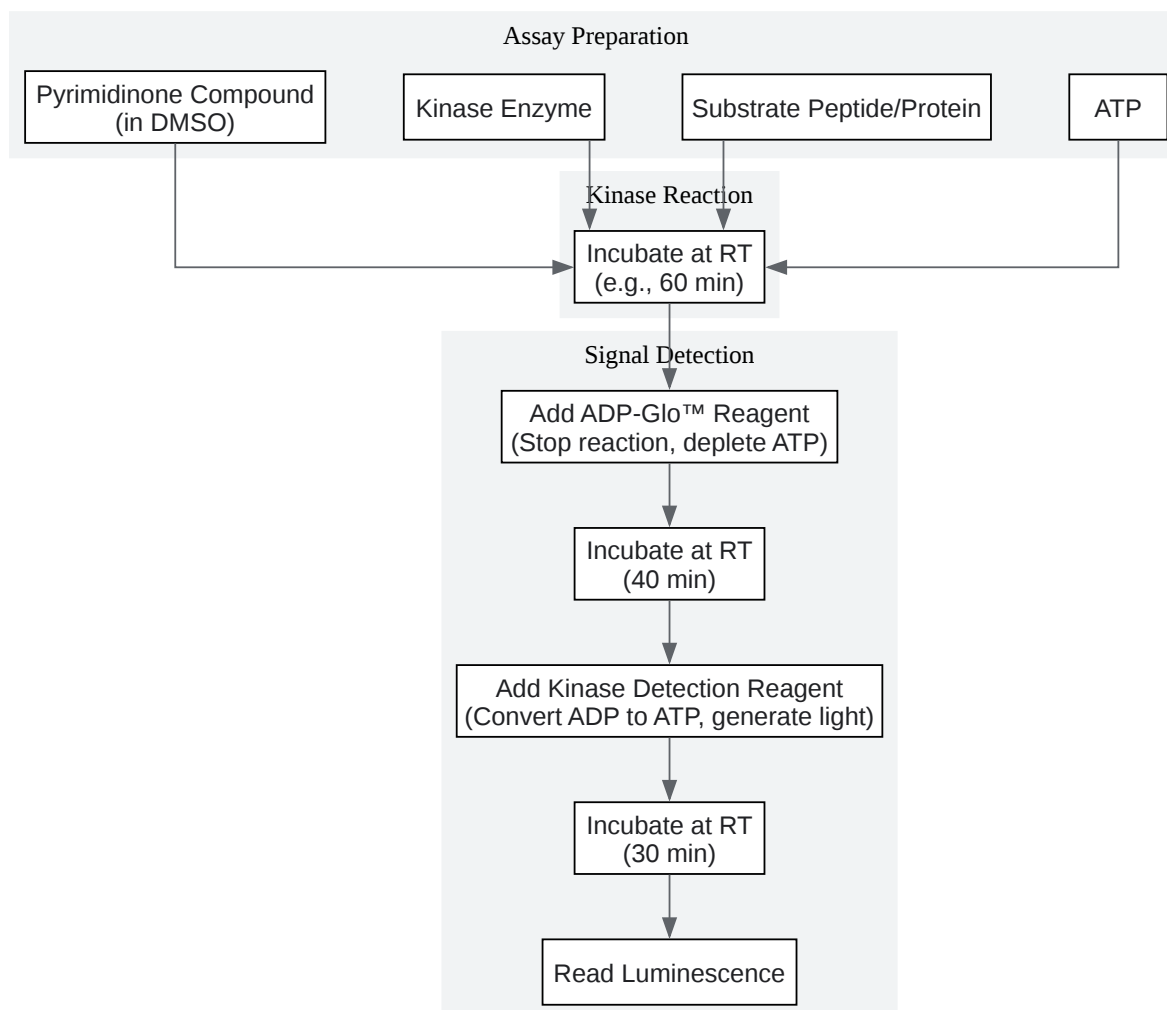 Assay Preparation
Pyrimidinone Compound
(in DMSO)
Kinase Enzyme
Substrate Peptide/Protein
ATP
Kinase Reaction
Incubate at RT
(e.g., 60 min)
Signal Detection
Add ADP-Glo™ Reagent
(Stop reaction, deplete ATP)
Incubate at RT
(40 min)
Add Kinase Detection Reagent
(Convert ADP to ATP, generate light)
Incubate at RT
(30 min)
Read Luminescence